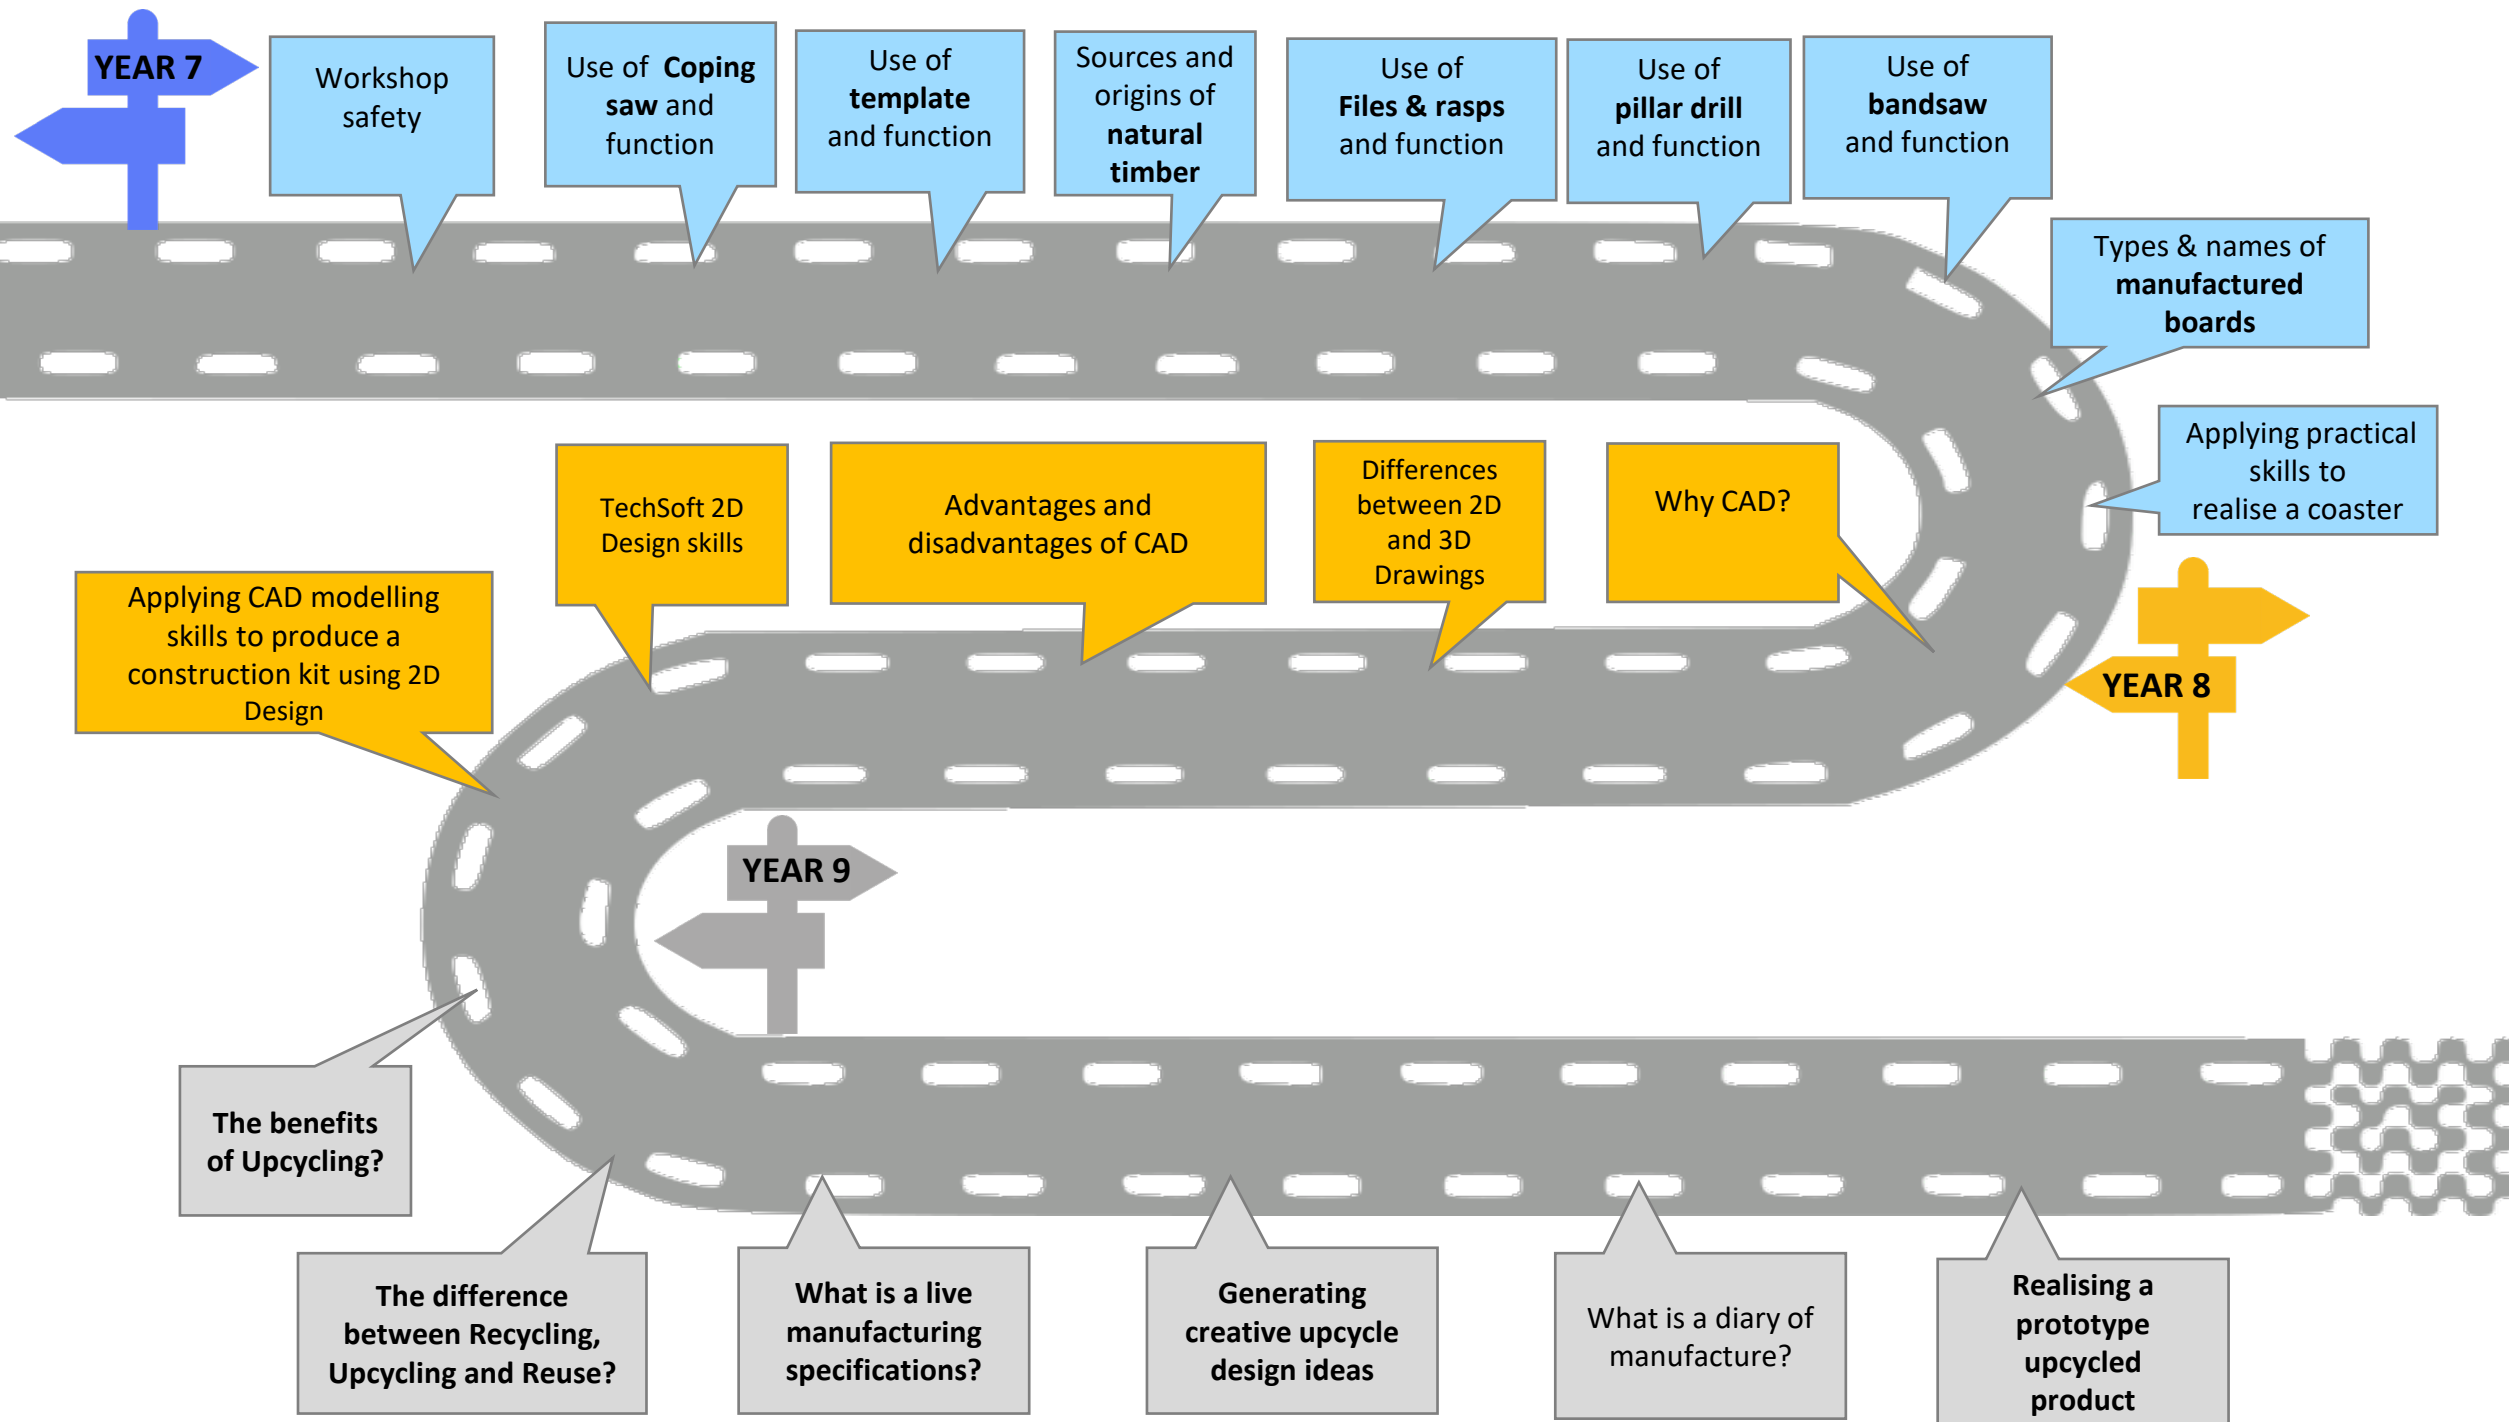 YEAR 7
Workshop
safety
Use of Coping
saw and
function
Use of
template
and function
Sources and
origins of
natural
timber
Use of
Files & rasps
and function
Use of
pillar drill
and function
Use of
bandsaw
and function
Types & names of
manufactured
boards
Applying practical
skills to
realise a coaster
YEAR 8
Why CAD?
Differences
between 2D
and 3D
Drawings
Advantages and
disadvantages of CAD
TechSoft 2D
Design skills
Applying CAD modelling
skills to produce a
construction kit using 2D
Design
YEAR 9
The benefits
of Upcycling?
The difference
between Recycling,
Upcycling and Reuse?
What is a live
manufacturing
specifications?
Generating
creative upcycle
design ideas
What is a diary of
manufacture?
Realising a
prototype
upcycled
product